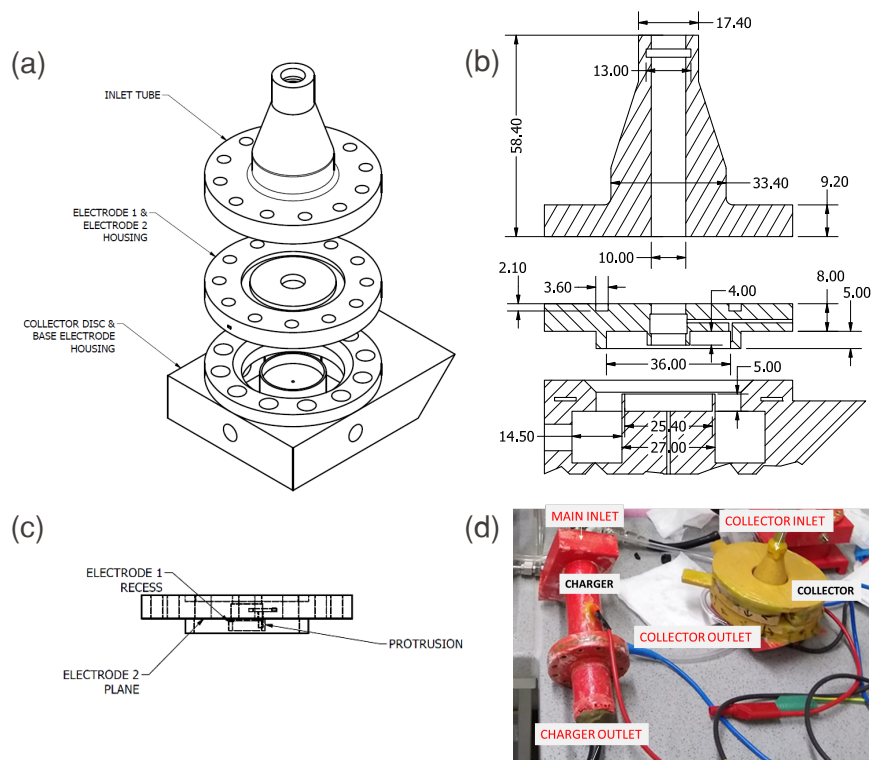 (a)
INLET TUBE
ELECTRODE 1 &
ELECTRODE 2
HOUSING
COLLECTOR DISC &
BASE ELECTRODE
HOUSING
(b)
17.40
13.00
58.40
33.40
9.20
10.00
2.10
3.60
4.00
8.00
5.00
36.00
5.00
14.50
25.40
27.00
(c)
ELECTRODE 1
RECESS
PROTRUSION
ELECTRODE 2
PLANE
(d)
MAIN INLET
COLLECTOR INLET
CHARGER
COLLECTOR
COLLECTOR OUTLET
CHARGER OUTLET